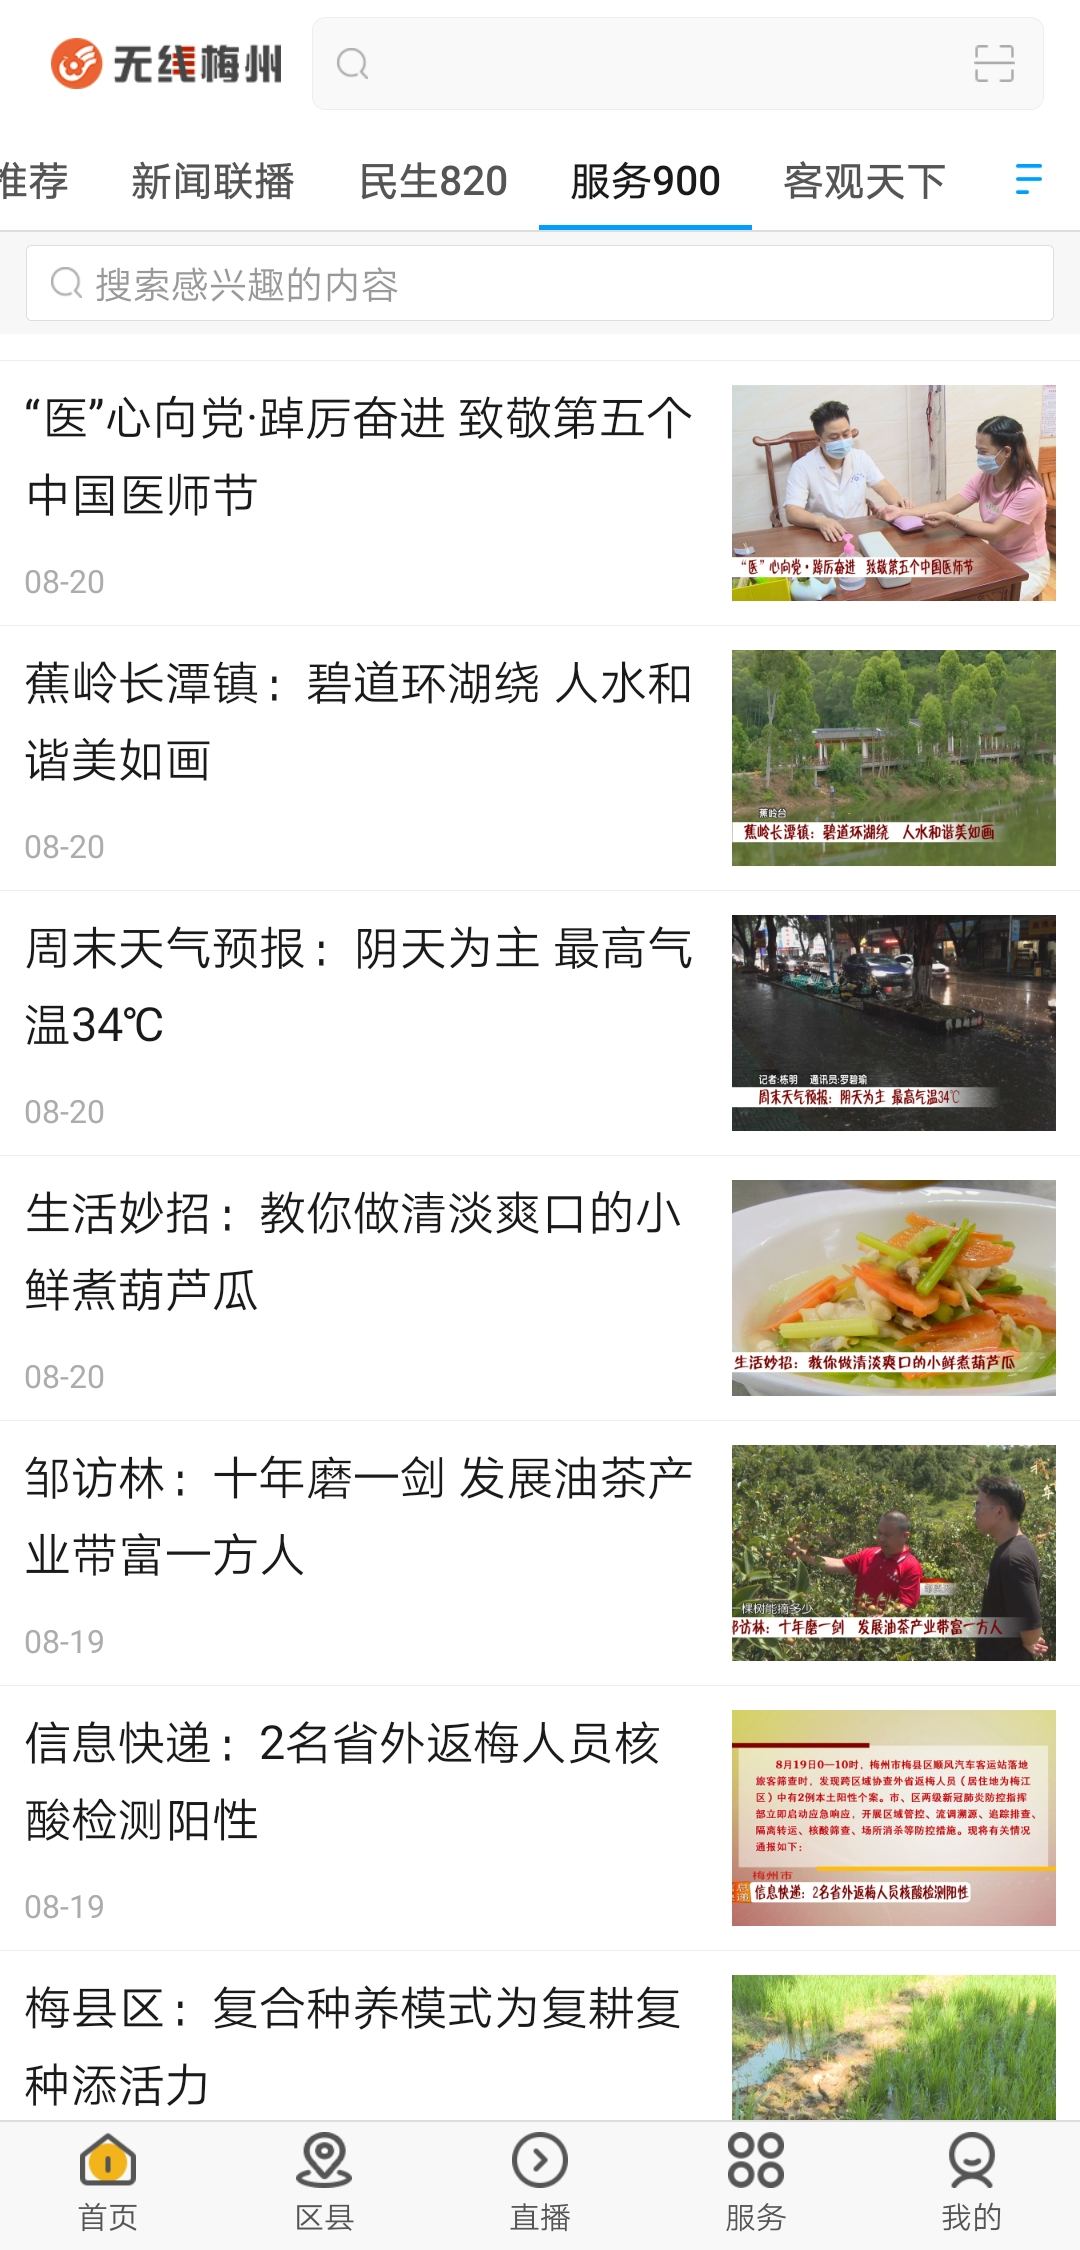 无线梅州
推荐 新闻联播 民生820 服务900 客观天下
搜索感兴趣的内容
“医”心向党·踔厉奋进 致敬第五个
中国医师节
08-20
“医”心向党·踔厉奋进 致敬第五个中国医师节
蕉岭长潭镇：碧道环湖绕 人水和
谐美如画
08-20
蕉岭台
蕉岭长潭镇：碧道环湖绕 人水和谐美如画
周末天气预报：阴天为主 最高气
温34℃
08-20
记者:栋明 通讯员:罗碧瑜
周末天气预报：阴天为主 最高气温34℃
生活妙招：教你做清淡爽口的小
鲜煮葫芦瓜
08-20
生活妙招：教你做清淡爽口的小鲜煮葫芦瓜
邹访林：十年磨一剑 发展油茶产
业带富一方人
08-19
一棵树能摘多少
邹访林：十年磨一剑 发展油茶产业带富一方人
信息快递：2名省外返梅人员核
酸检测阳性
08-19
8月19日0—10时，梅州市梅县区顺风汽车客运站落地
旅客筛查时，发现跨区域协查外省返梅人员（居住地为梅江
区）中有2例本土阳性个案。市、区两级新冠肺炎防控指挥
部立即启动应急响应，开展区域管控、流调溯源、追踪排查、
隔离转运、核酸筛查、场所消杀等防控措施。现将有关情况
通报如下：
梅州市
信息快递：2名省外返梅人员核酸检测阳性
梅县区：复合种养模式为复耕复
种添活力
首页 区县 直播 服务 我的